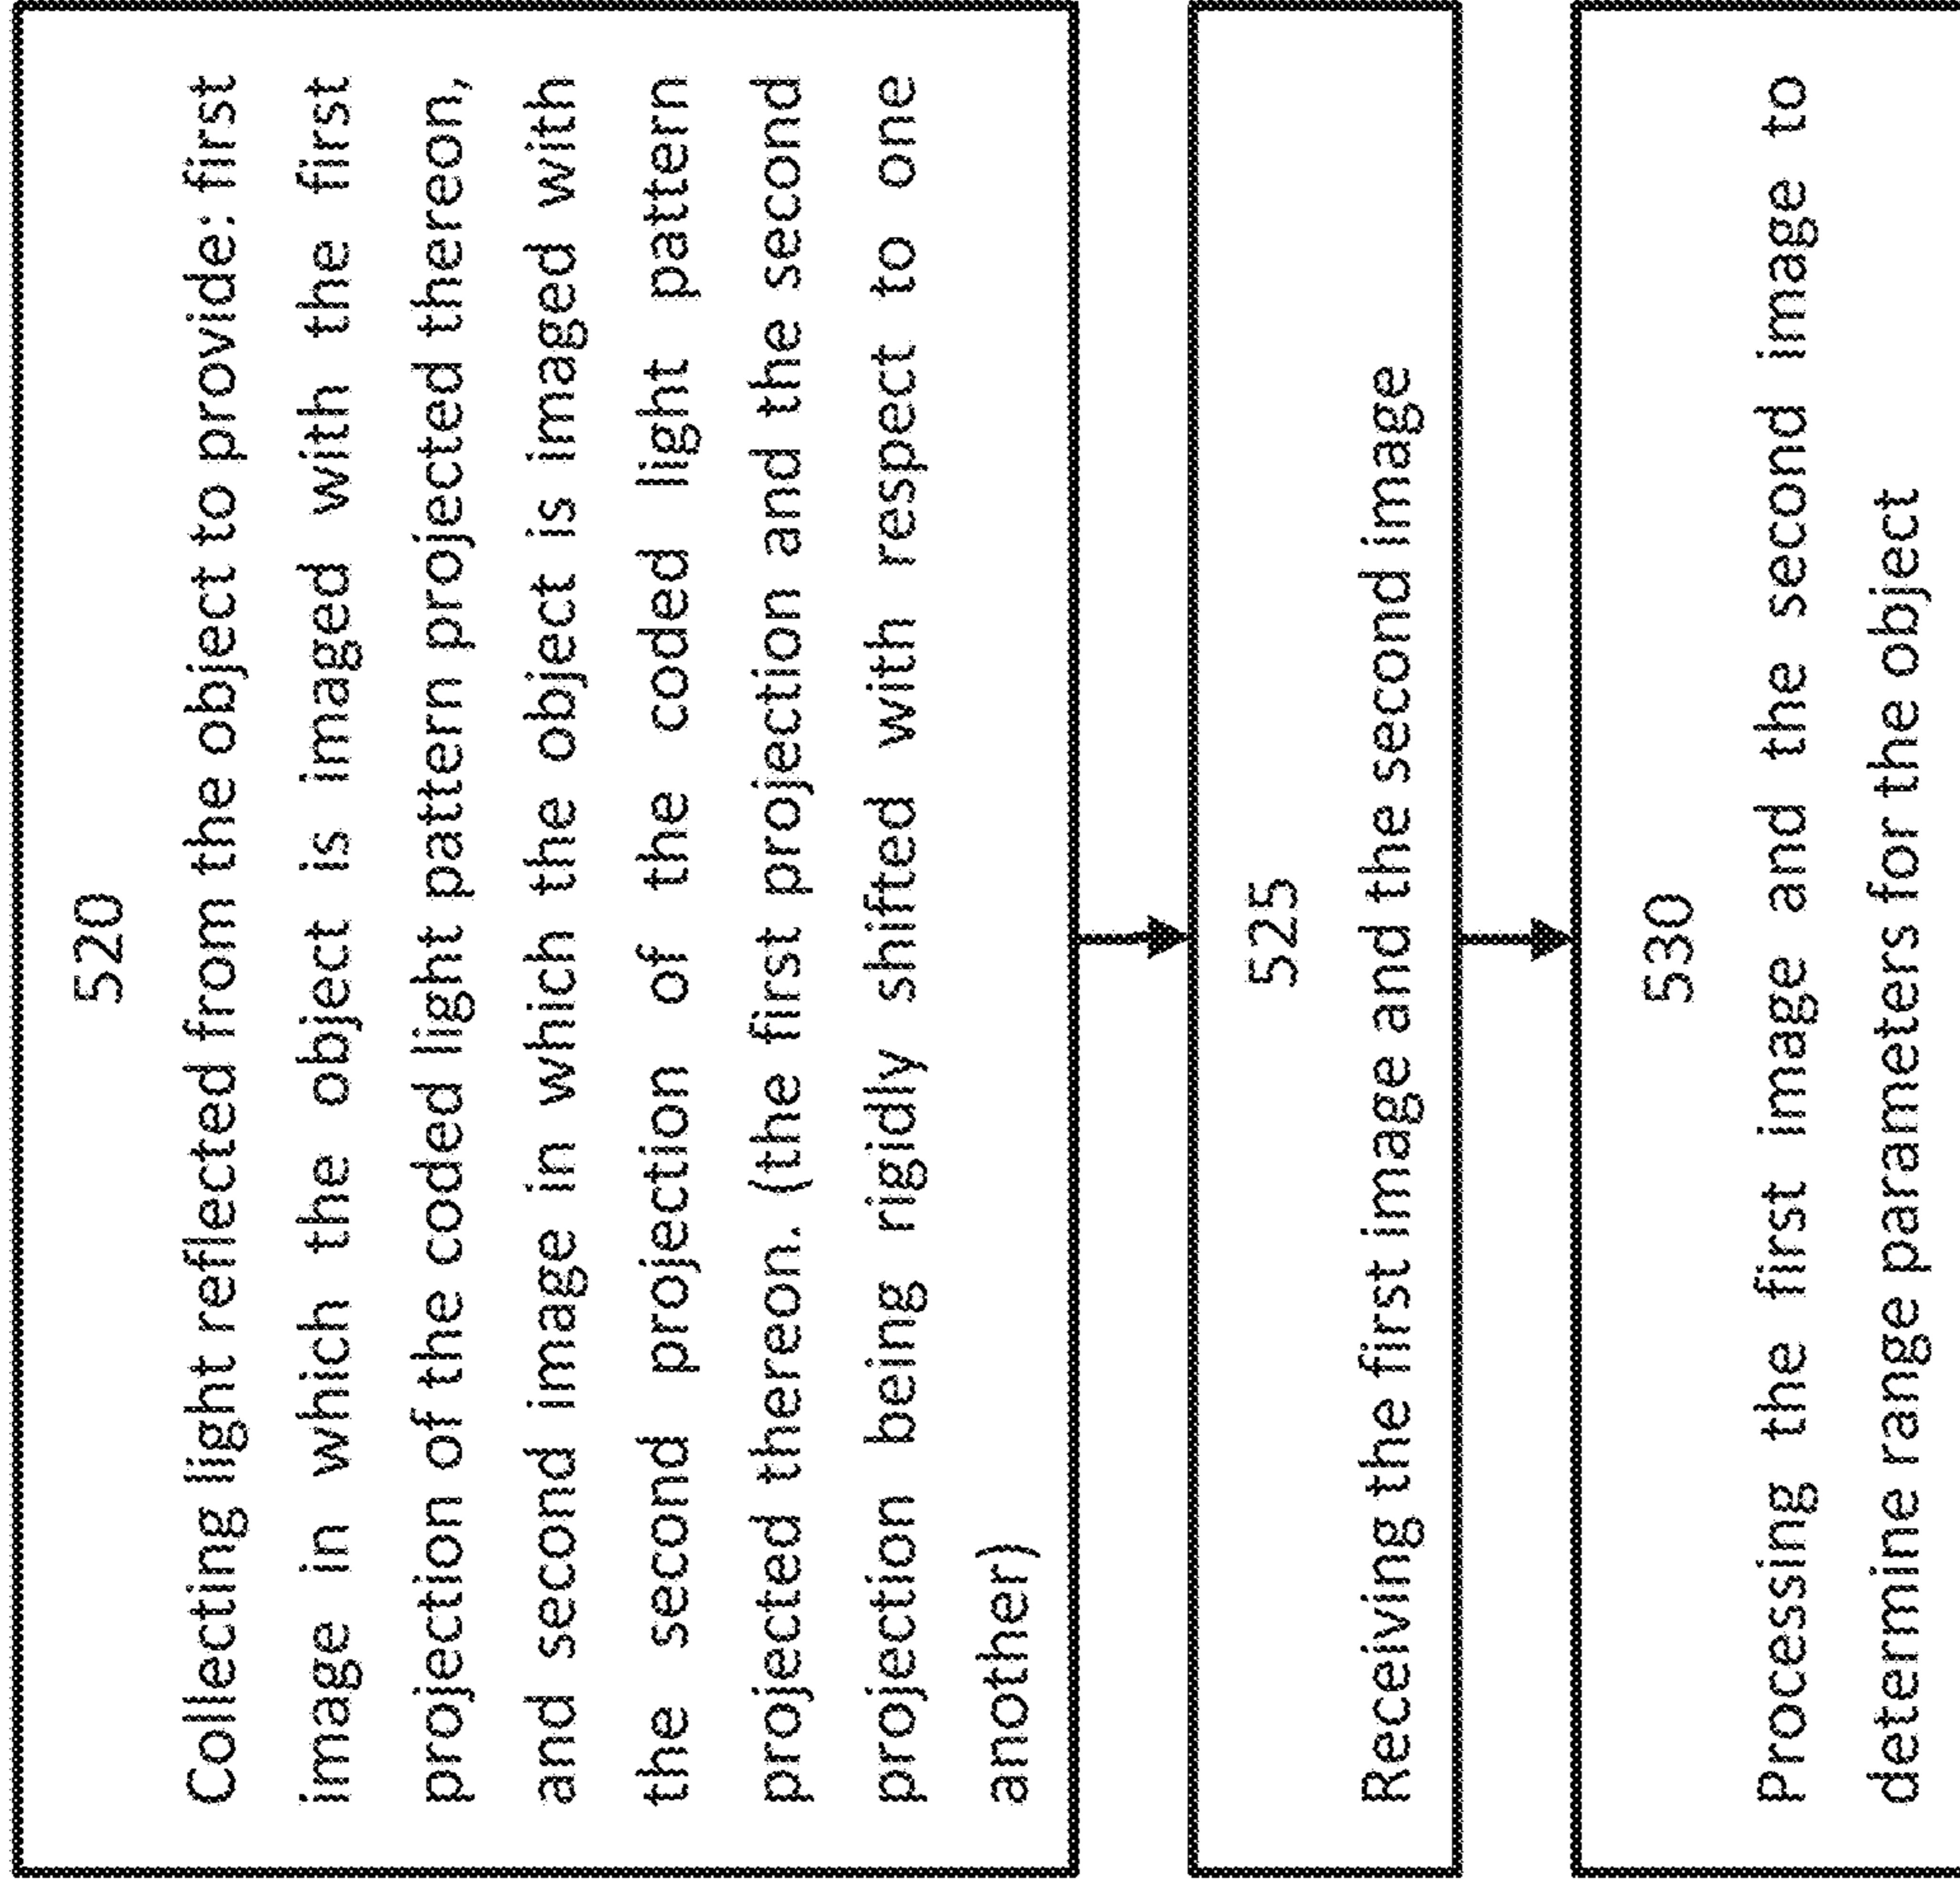 520
Collecting light reflected from the object to provide: first
image in which the object is imaged with the first
projection of the coded light pattern projected thereon,
and second image in which the object is imaged with
the second projection of the coded light pattern
projected thereon. (the first projection and the second
projection being rigidly shifted with respect to one
another)
525
Receiving the first image and the second image
530
Processing the first image and the second image to
determine range parameters for the object